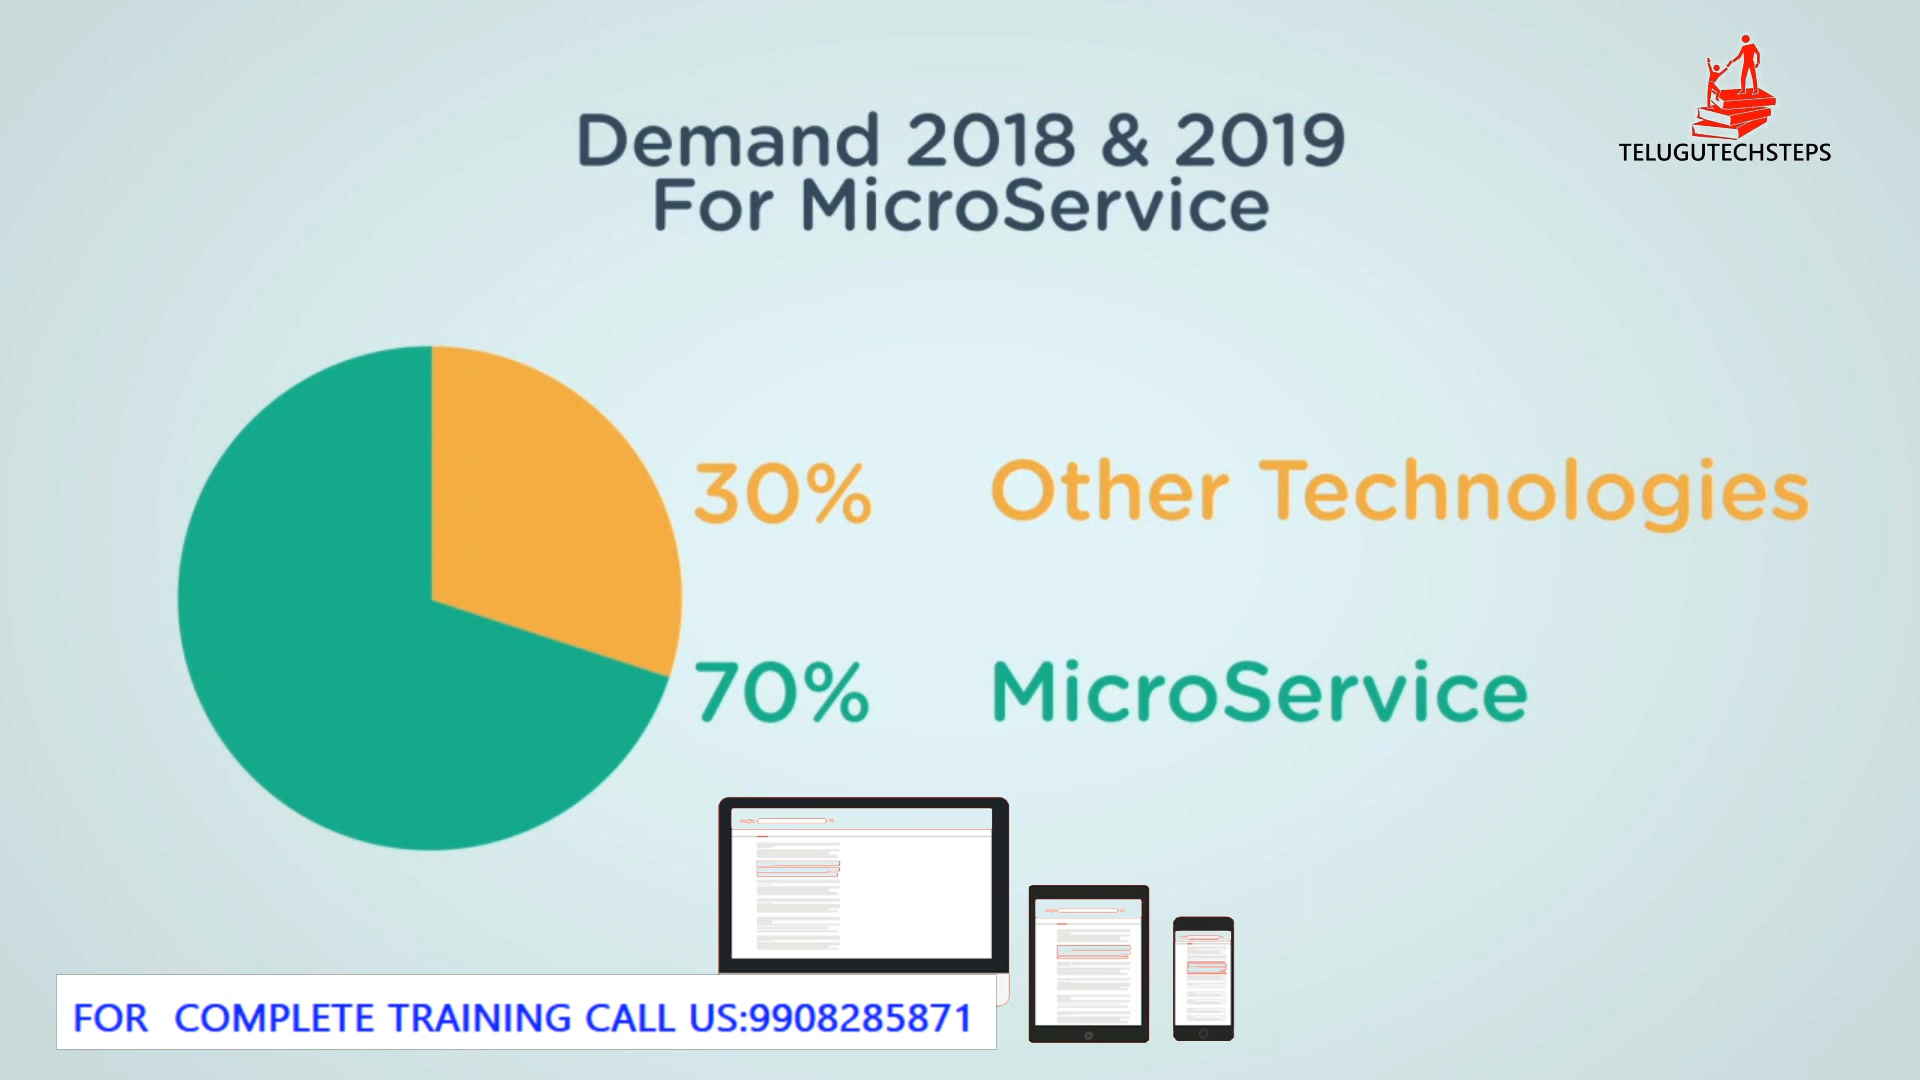 Demand 2018 & 2019
For MicroService
TELUGUTECHSTEPS
30% Other Technologies
70% MicroService
FOR COMPLETE TRAINING CALL US:9908285871